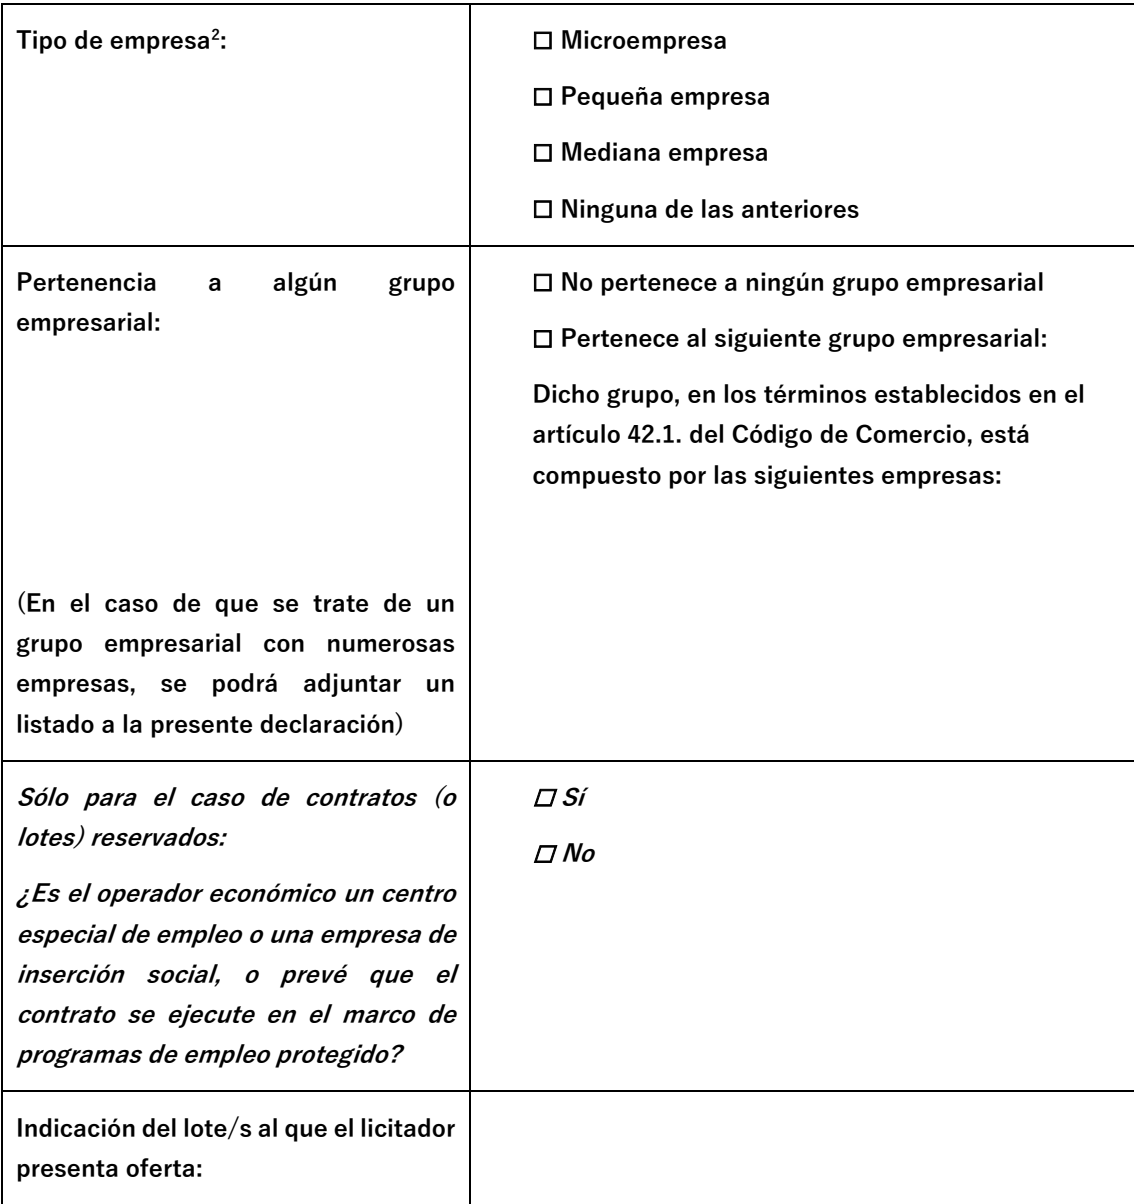 Tipo de empresa²:
☐ Microempresa
☐ Pequeña empresa
☐ Mediana empresa
☐ Ninguna de las anteriores
Pertenencia a algún grupo
empresarial:
(En el caso de que se trate de un
grupo empresarial con numerosas
empresas, se podrá adjuntar un
listado a la presente declaración)
☐ No pertenece a ningún grupo empresarial
☐ Pertenece al siguiente grupo empresarial:
Dicho grupo, en los términos establecidos en el
artículo 42.1. del Código de Comercio, está
compuesto por las siguientes empresas:
Sólo para el caso de contratos (o
lotes) reservados:
¿Es el operador económico un centro
especial de empleo o una empresa de
inserción social, o prevé que el
contrato se ejecute en el marco de
programas de empleo protegido?
☐ Sí
☐ No
Indicación del lote/s al que el licitador
presenta oferta: